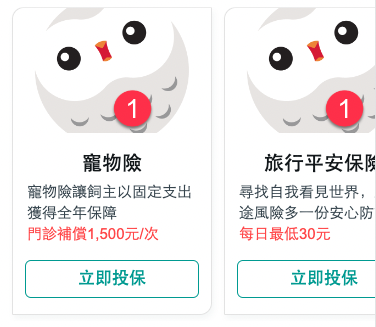 1
寵物險
寵物險讓飼主以固定支出
獲得全年保障
門診補償1,500元/次
立即投保
1
旅行平安保險
尋找自我看見世界，
途風險多一份安心防
每日最低30元
立即投保